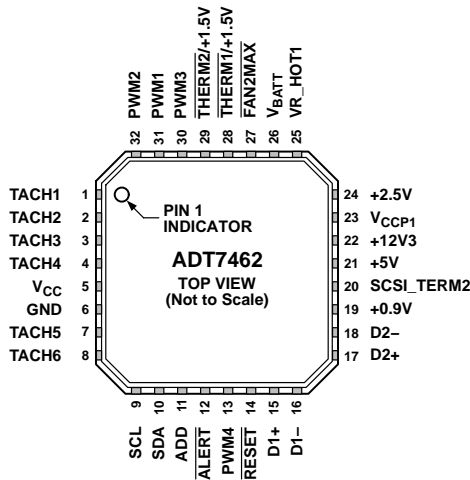 PWM2
PWM1
PWM3
THERM2/+1.5V
THERM1/+1.5V
FAN2MAX
VBATT
VR_HOT1
32
31
30
29
28
27
26
25
TACH1 1
TACH2 2
TACH3 3
TACH4 4
VCC 5
GND 6
TACH5 7
TACH6 8
PIN 1
INDICATOR
ADT7462
TOP VIEW
(Not to Scale)
24 +2.5V
23 VCCP1
22 +12V3
21 +5V
20 SCSI_TERM2
19 +0.9V
18 D2–
17 D2+
9
10
11
12
13
14
15
16
SCL
SDA
ADD
ALERT
PWM4
RESET
D1+
D1–